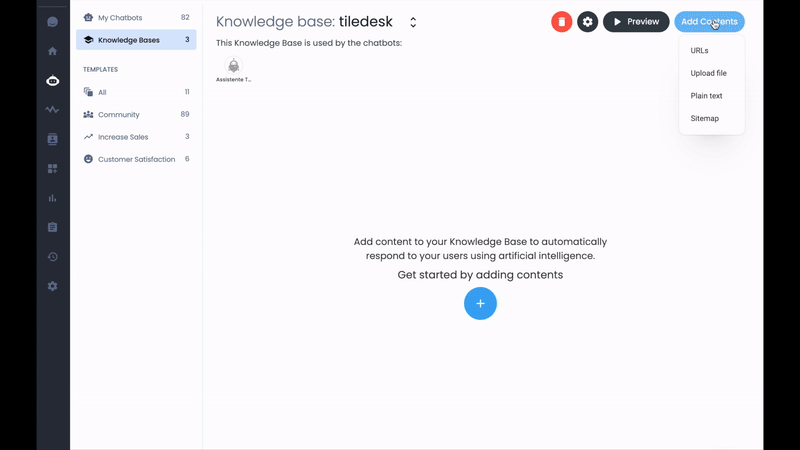 My Chatbots 82
Knowledge Bases 3
TEMPLATES
All 11
Community 89
Increase Sales 3
Customer Satisfaction 6
Knowledge base: tiledesk
Preview
Add Contents
This Knowledge Base is used by the chatbots:
Assistente T...
URLs
Upload file
Plain text
Sitemap
Add content to your Knowledge Base to automatically
respond to your users using artificial intelligence.
Get started by adding contents